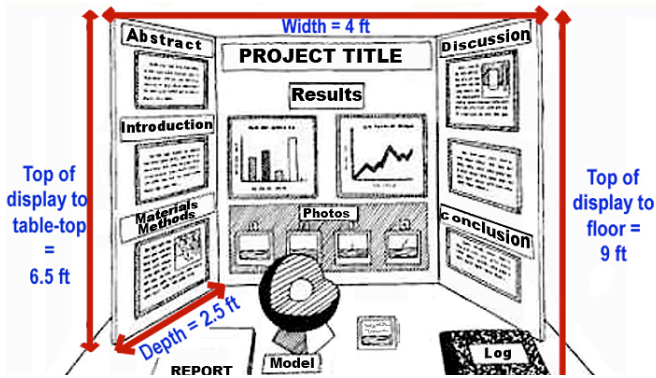 Width = 4 ft
Abstract
PROJECT TITLE
Discussion
Results
Introduction
Top of
display to
table-top
=
6.5 ft
Top of
display to
floor =
9 ft
Materials
Methods
Photos
Conclusion
Depth = 2.5 ft
Model
Log
REPORT